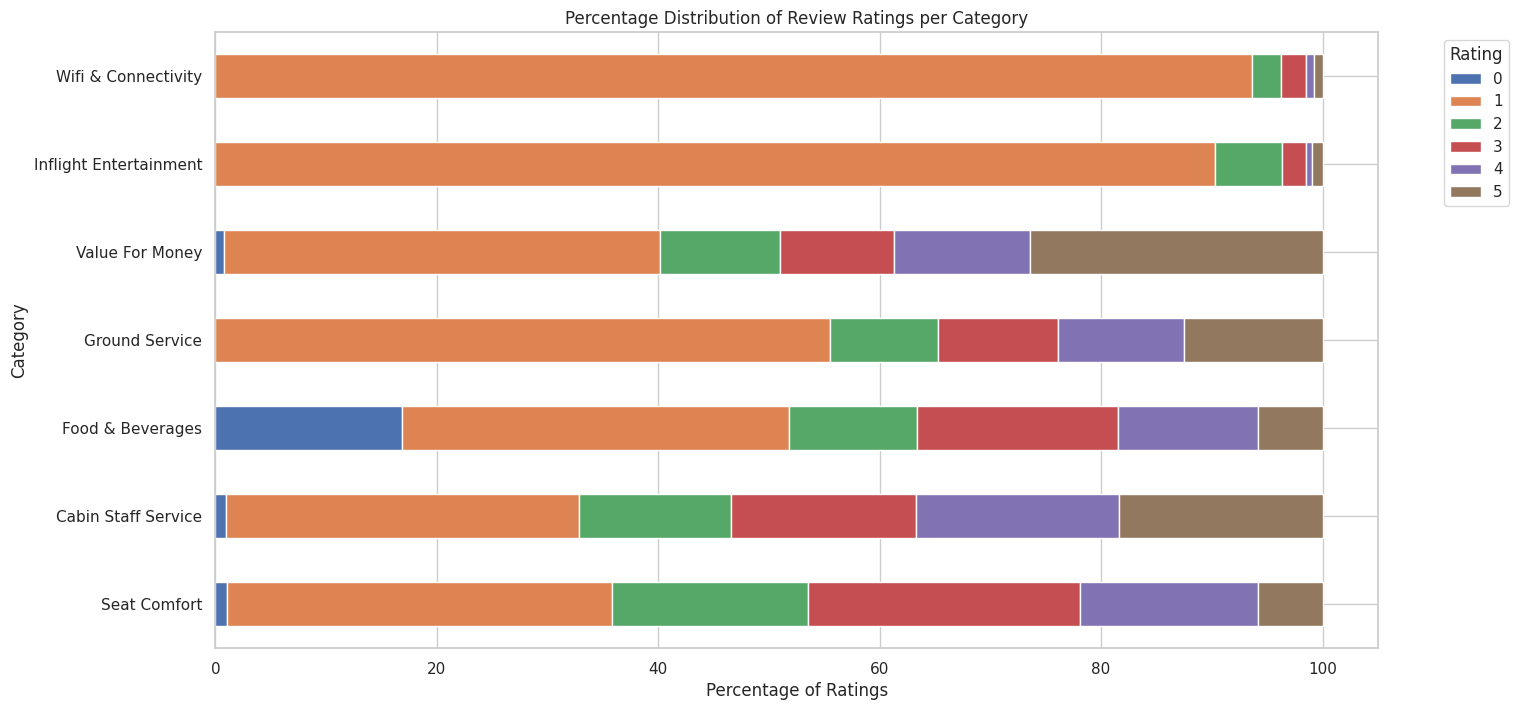 Percentage Distribution of Review Ratings per Category
Rating
0
1
2
3
4
5
Category
Wifi & Connectivity
Inflight Entertainment
Value For Money
Ground Service
Food & Beverages
Cabin Staff Service
Seat Comfort
0 20 40 60 80 100
Percentage of Ratings